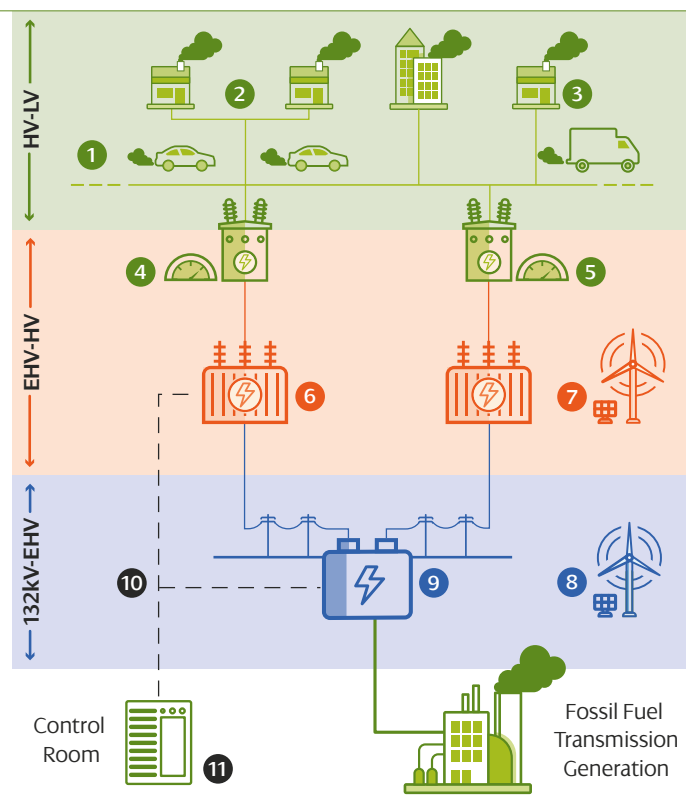 HV-LV
2
3
1
4
5
EHV-HV
6
7
132kV-EHV
10
9
8
Control
Room
11
Fossil Fuel
Transmission
Generation